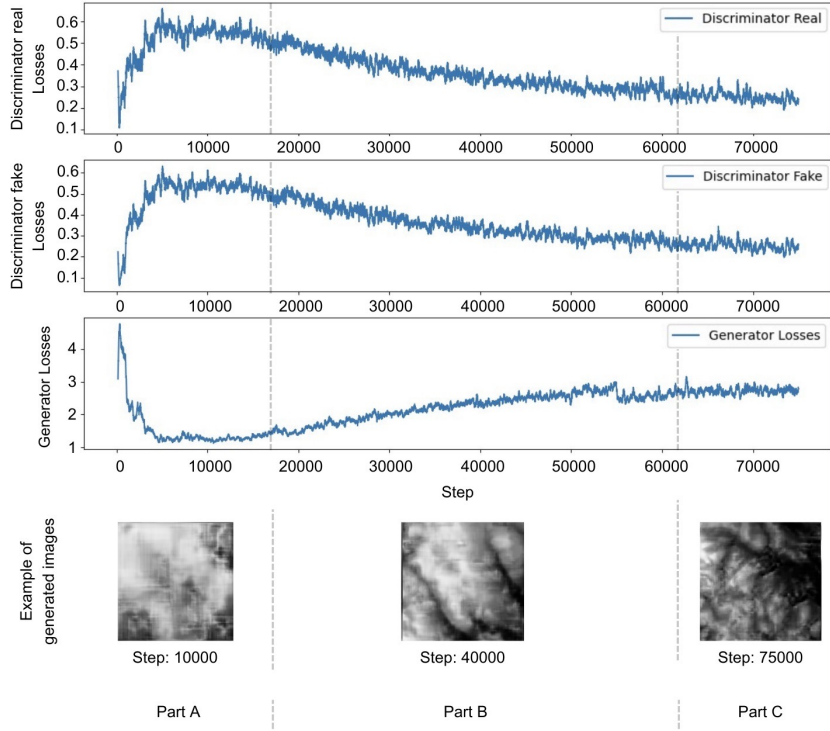 Discriminator real
Losses
0.6
0.5
0.4
0.3
0.2
0.1
Discriminator Real
0 10000 20000 30000 40000 50000 60000 70000
Discriminator fake
Losses
0.6
0.5
0.4
0.3
0.2
0.1
Discriminator Fake
0 10000 20000 30000 40000 50000 60000 70000
Generator Losses
4
3
2
1
Generator Losses
0 10000 20000 30000 40000 50000 60000 70000
Step
Example of
generated images
Step: 10000 Step: 40000 Step: 75000
Part A Part B Part C